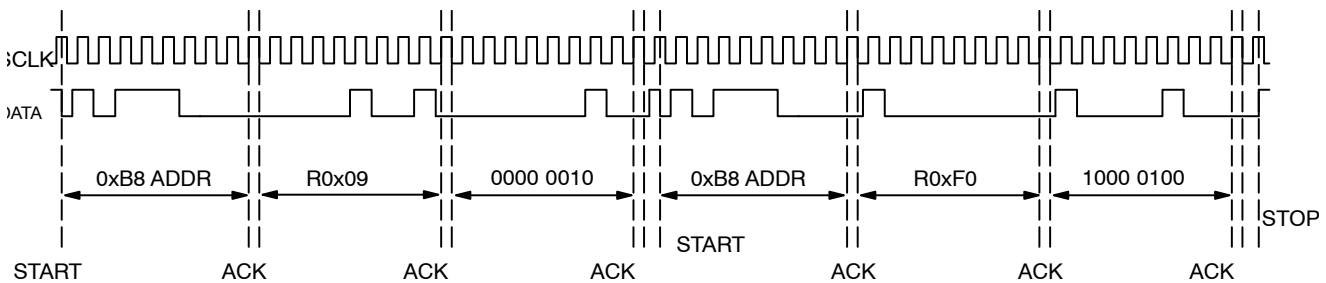 SCLK
DATA
0xB8 ADDR R0x09 0000 0010 0xB8 ADDR R0xF0 1000 0100
STOP
START
START ACK ACK ACK ACK ACK ACK